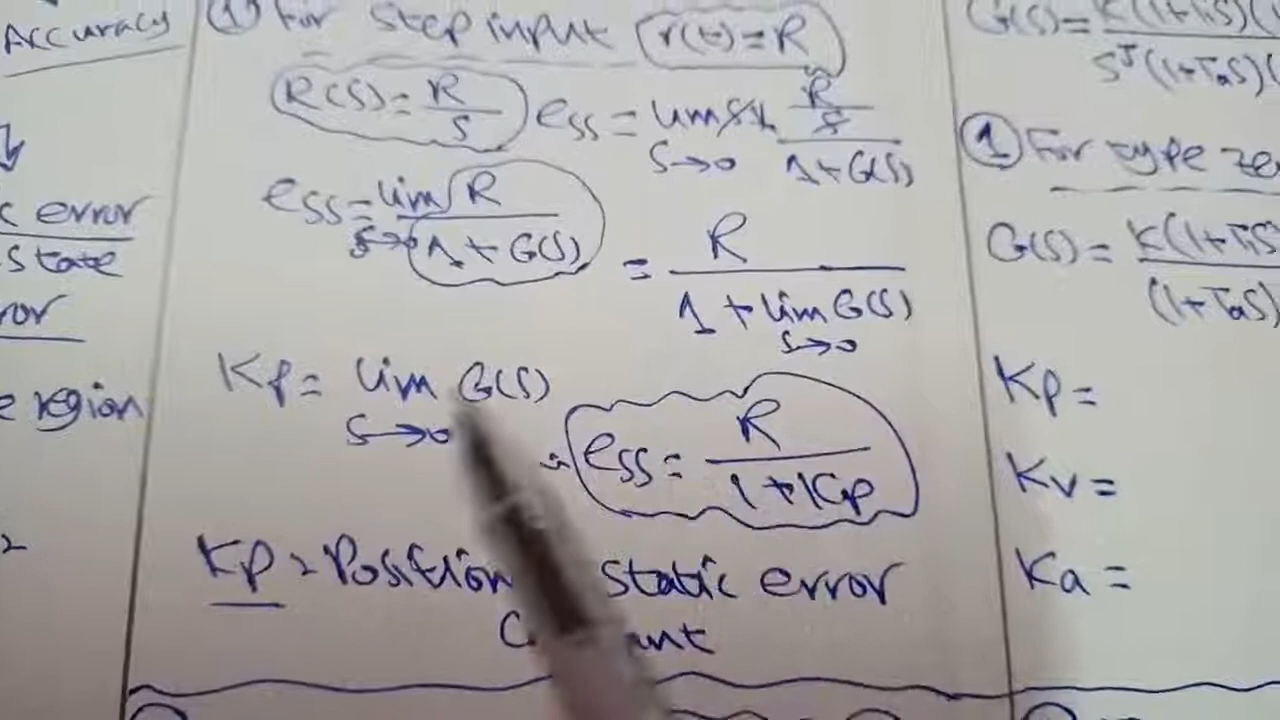 Accuracy
c error
State
ror
e region
① For step input r(t)=R
R(s)=R/s ess=lim s× (R/s)/(1+G(s))
s→0
ess=lim R/(1+G(s))
s→0
= R/(1+lim G(s))
s→0
Kp= lim G(s)
s→0
ess= R/(1+Kp)
Kp=Position static error
G(s)=K(1+T1S)(
S^J(1+TaS)(
① For type ze
G(s)= K(1+T1S
(1+TaS)
Kp=
Kv=
Ka=